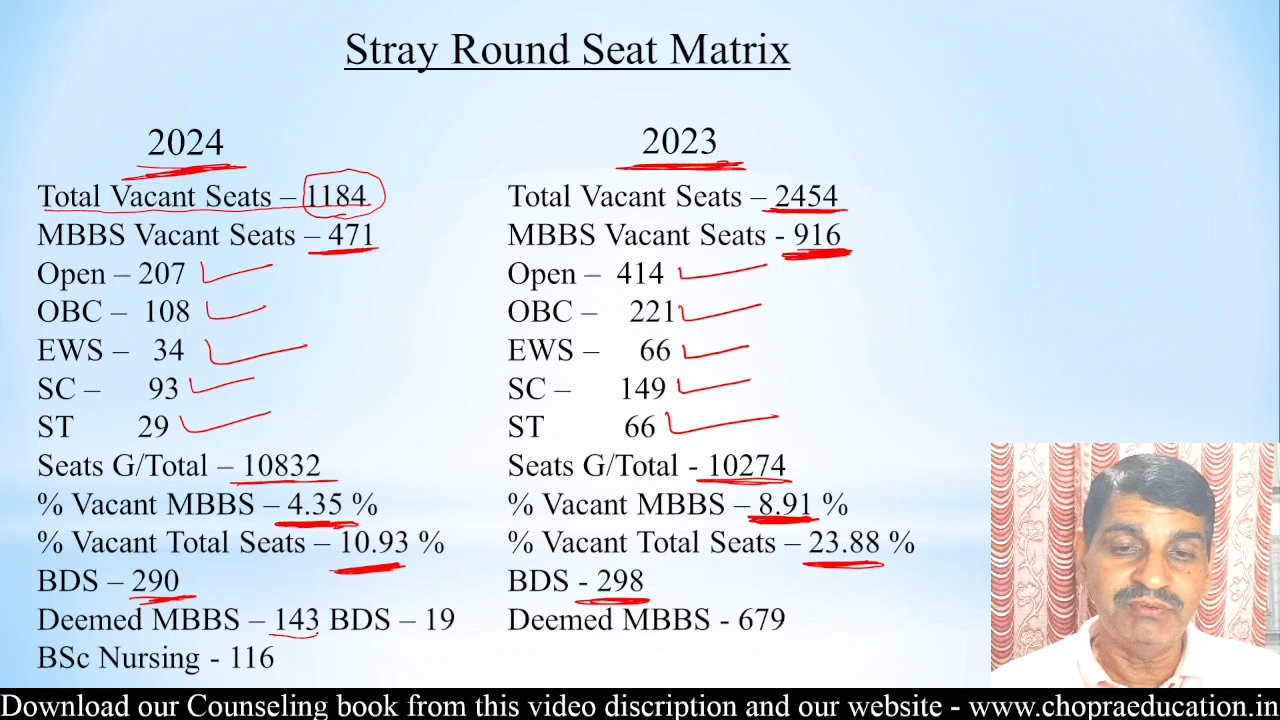 Stray Round Seat Matrix
2024
Total Vacant Seats – 1184
MBBS Vacant Seats – 471
Open – 207
OBC – 108
EWS – 34
SC – 93
ST 29
Seats G/Total – 10832
% Vacant MBBS – 4.35 %
% Vacant Total Seats – 10.93 %
BDS – 290
Deemed MBBS – 143 BDS – 19
BSc Nursing - 116
2023
Total Vacant Seats – 2454
MBBS Vacant Seats - 916
Open – 414
OBC – 221
EWS – 66
SC – 149
ST 66
Seats G/Total - 10274
% Vacant MBBS – 8.91 %
% Vacant Total Seats – 23.88 %
BDS - 298
Deemed MBBS - 679
Download our Counseling book from this video discription and our website - www.chopraeducation.in